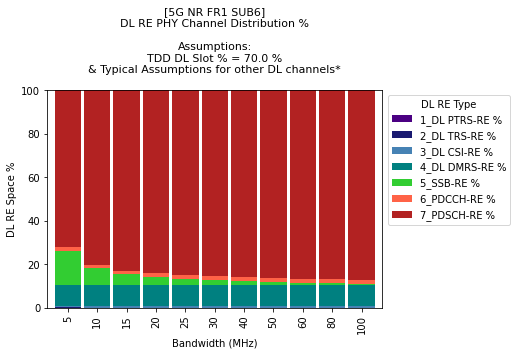 [5G NR FR1 SUB6]
DL RE PHY Channel Distribution %
Assumptions:
TDD DL Slot % = 70.0 %
& Typical Assumptions for other DL channels*
DL RE Space %
100
80
60
40
20
0
5
10
15
20
25
30
40
50
60
80
100
Bandwidth (MHz)
DL RE Type
1_DL PTRS-RE %
2_DL TRS-RE %
3_DL CSI-RE %
4_DL DMRS-RE %
5_SSB-RE %
6_PDCCH-RE %
7_PDSCH-RE %